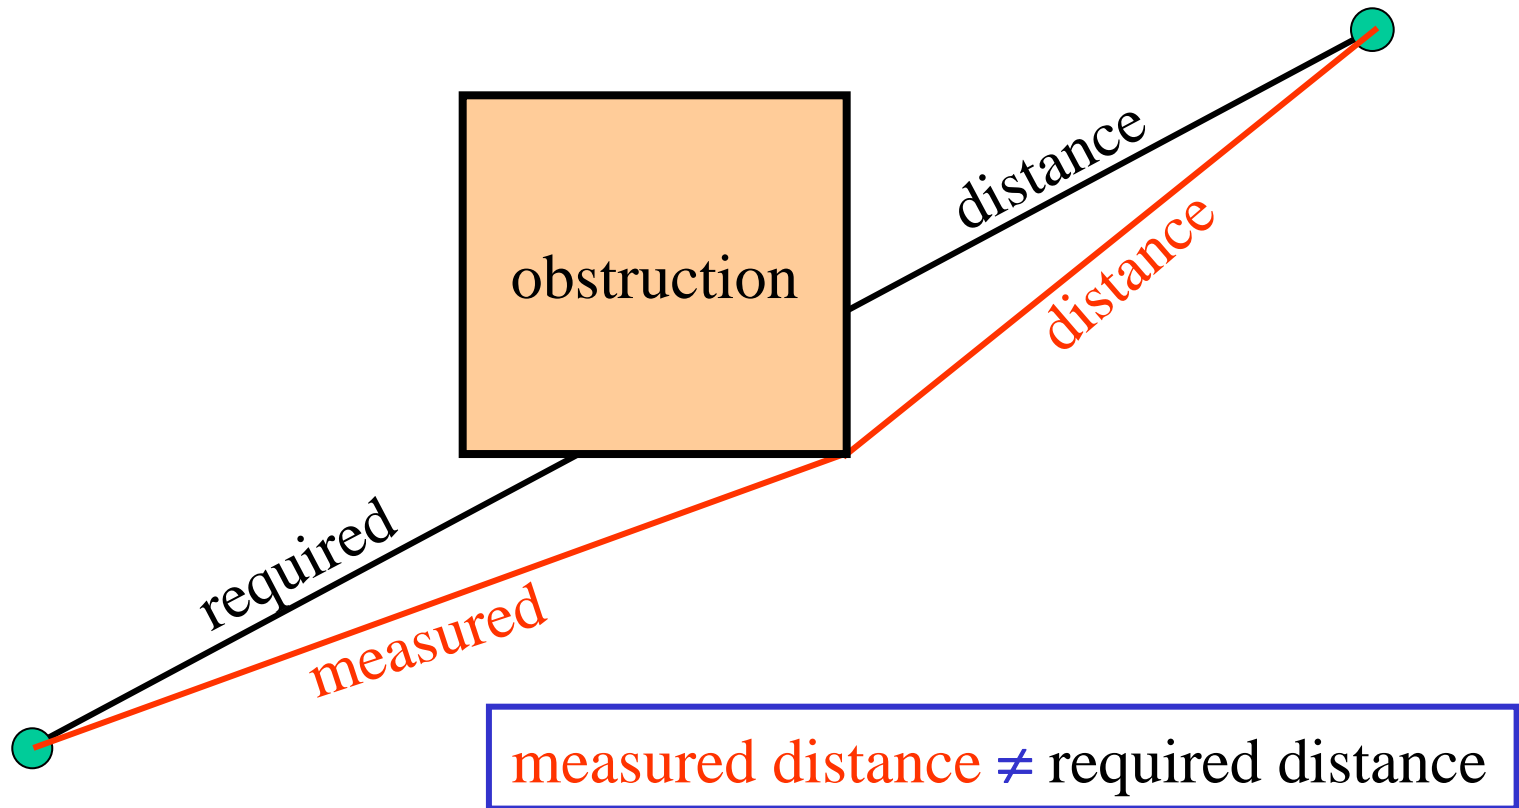 distance
distance
obstruction
required
measured
measured distance ≠ required distance